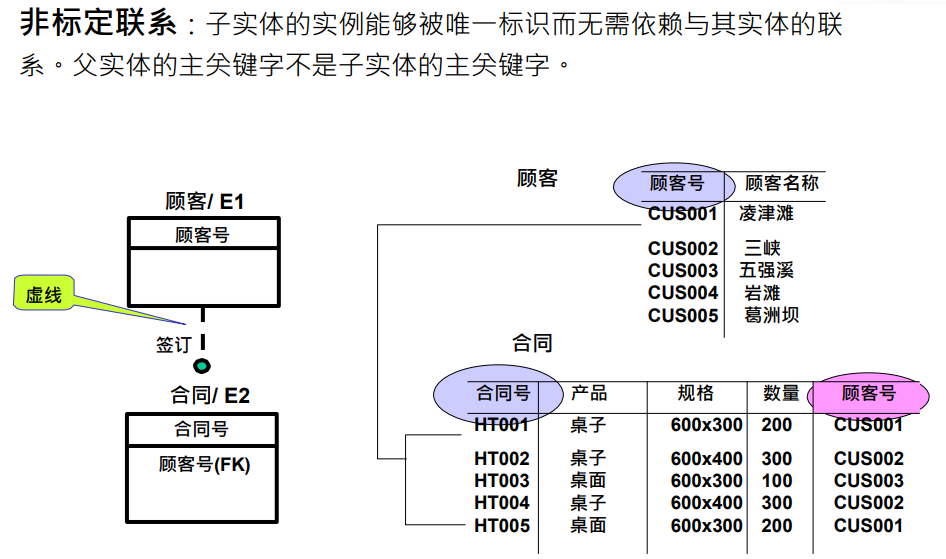 非标定联系：子实体的实例能够被唯一标识而无需依赖与其实体的联
系。父实体的主关键字不是子实体的主关键字。
顾客/ E1
顾客号
虚线
签订
合同/ E2
合同号
顾客号(FK)
顾客
顾客号 顾客名称
CUS001 凌津滩
CUS002 三峡
CUS003 五强溪
CUS004 岩滩
CUS005 葛洲坝
合同
合同号 产品 规格 数量 顾客号
HT001 桌子 600x300 200 CUS001
HT002 桌子 600x400 300 CUS002
HT003 桌面 600x300 100 CUS003
HT004 桌子 600x400 300 CUS002
HT005 桌面 600x300 200 CUS001